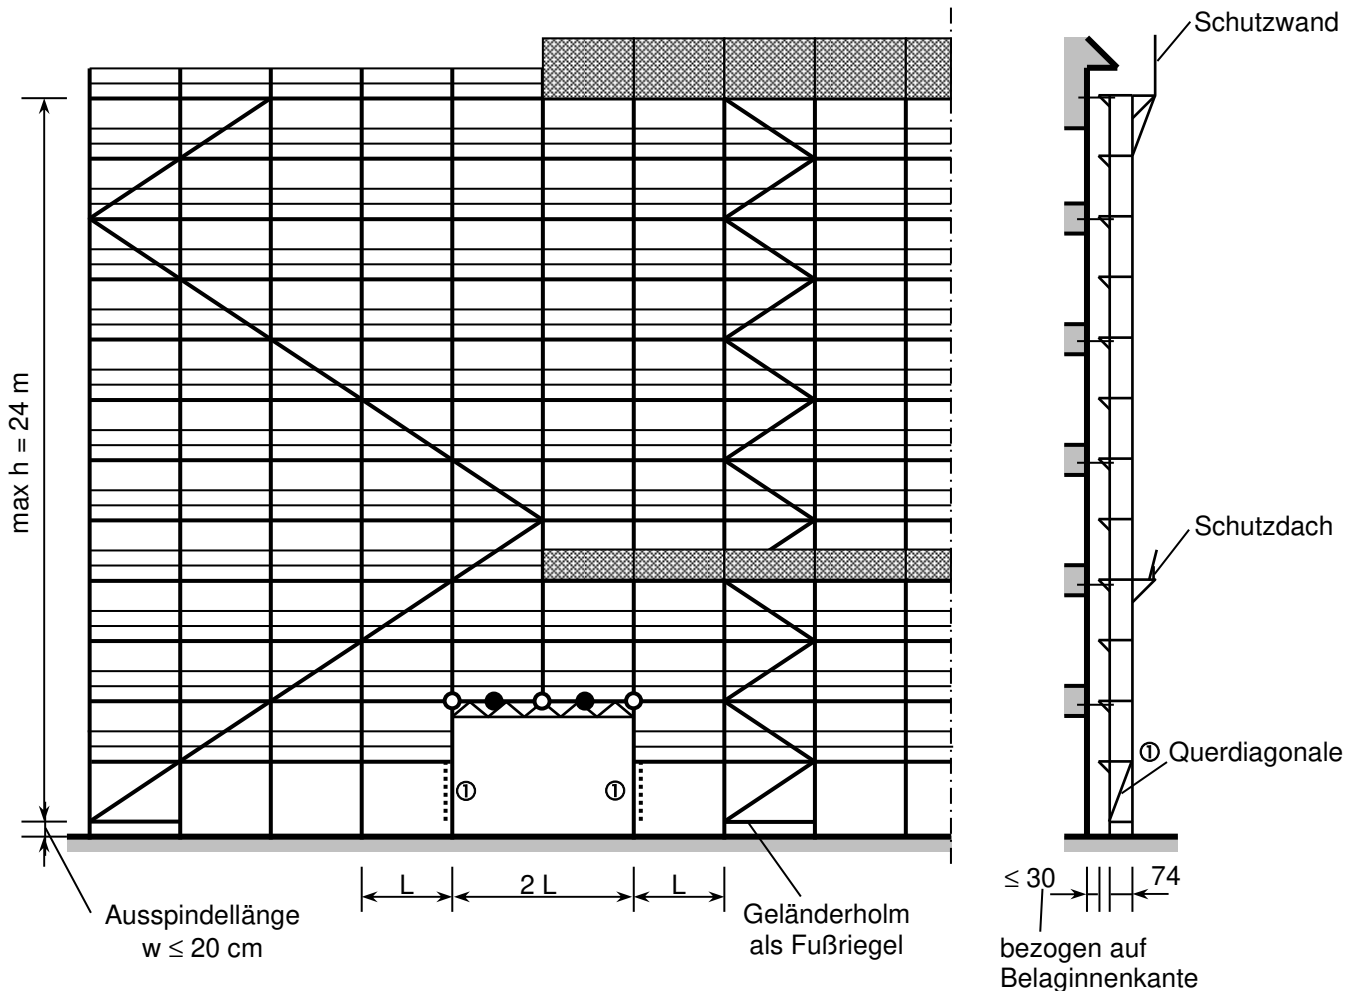 Schutzwand
max h = 24 m
Schutzdach
① Querdiagonale
① ①
≤ 30 74
L 2 L L
Ausspindellänge
w ≤ 20 cm
Geländerholm
als Fußriegel
bezogen auf
Belaginnenkante